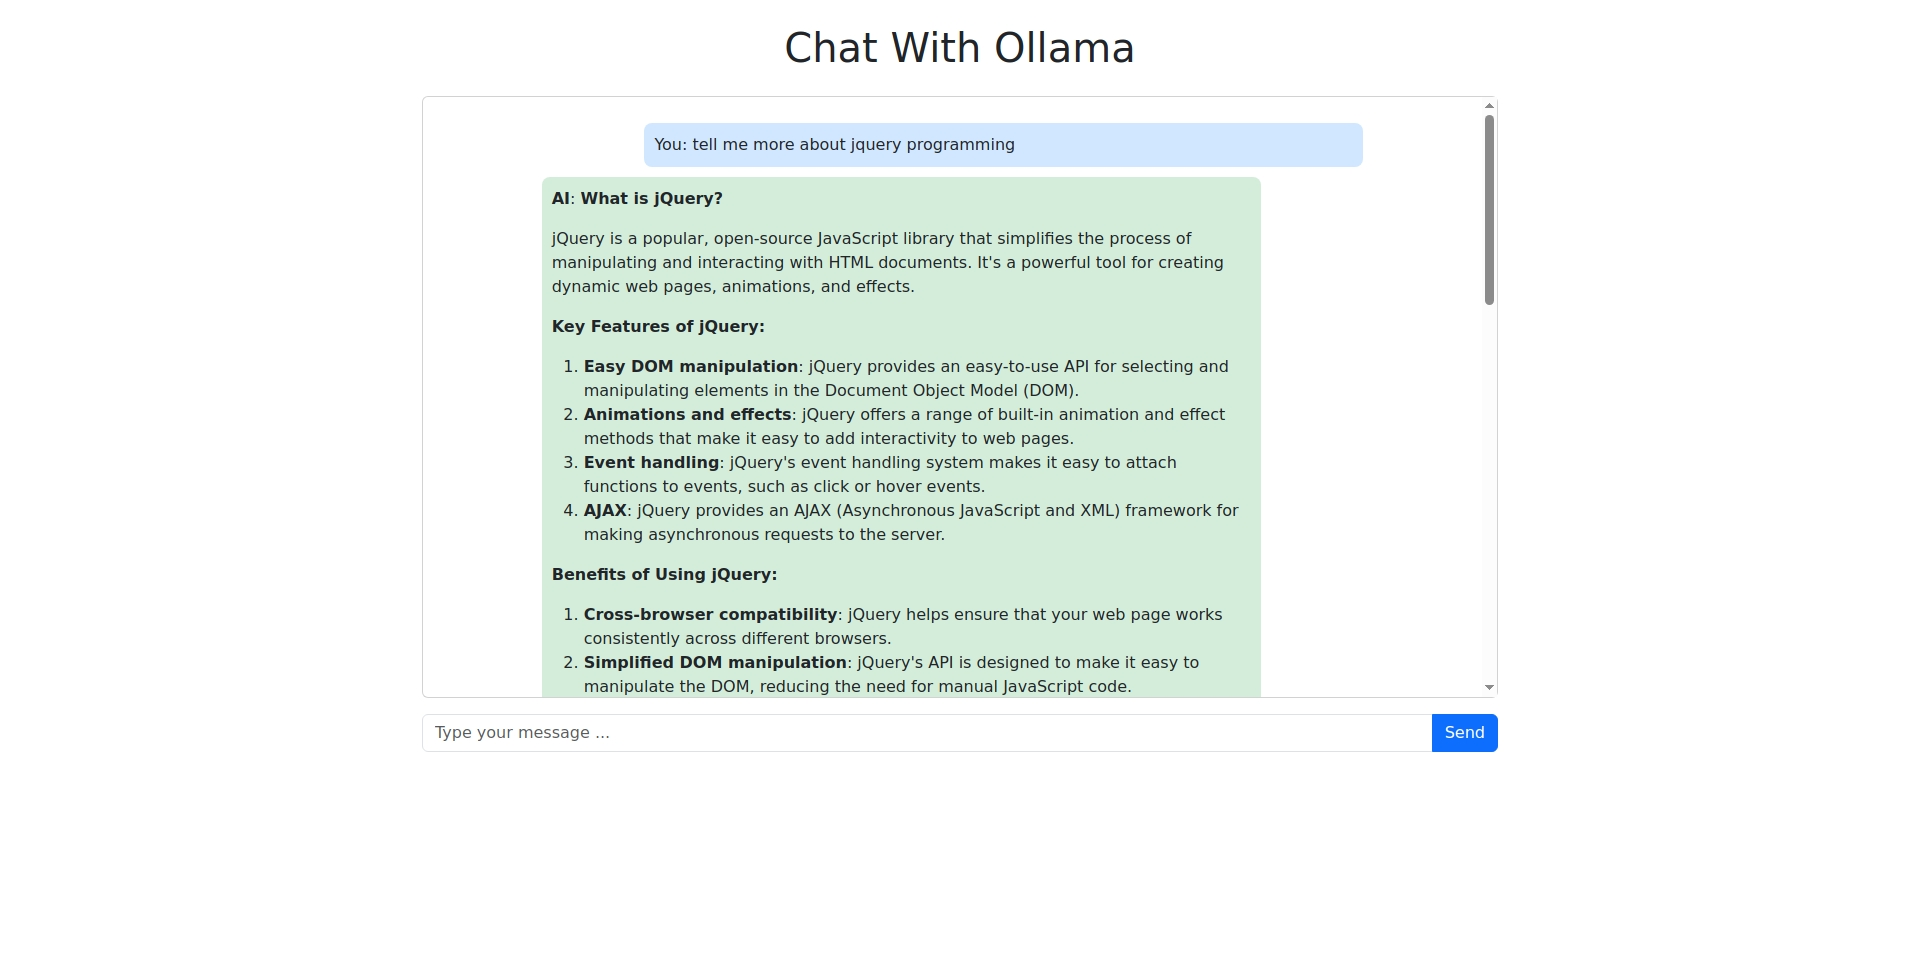 Chat With Ollama
You: tell me more about jquery programming
AI: What is jQuery?
jQuery is a popular, open-source JavaScript library that simplifies the process of
manipulating and interacting with HTML documents. It's a powerful tool for creating
dynamic web pages, animations, and effects.
Key Features of jQuery:
1. Easy DOM manipulation: jQuery provides an easy-to-use API for selecting and
manipulating elements in the Document Object Model (DOM).
2. Animations and effects: jQuery offers a range of built-in animation and effect
methods that make it easy to add interactivity to web pages.
3. Event handling: jQuery's event handling system makes it easy to attach
functions to events, such as click or hover events.
4. AJAX: jQuery provides an AJAX (Asynchronous JavaScript and XML) framework for
making asynchronous requests to the server.
Benefits of Using jQuery:
1. Cross-browser compatibility: jQuery helps ensure that your web page works
consistently across different browsers.
2. Simplified DOM manipulation: jQuery's API is designed to make it easy to
manipulate the DOM, reducing the need for manual JavaScript code.
Type your message ...
Send